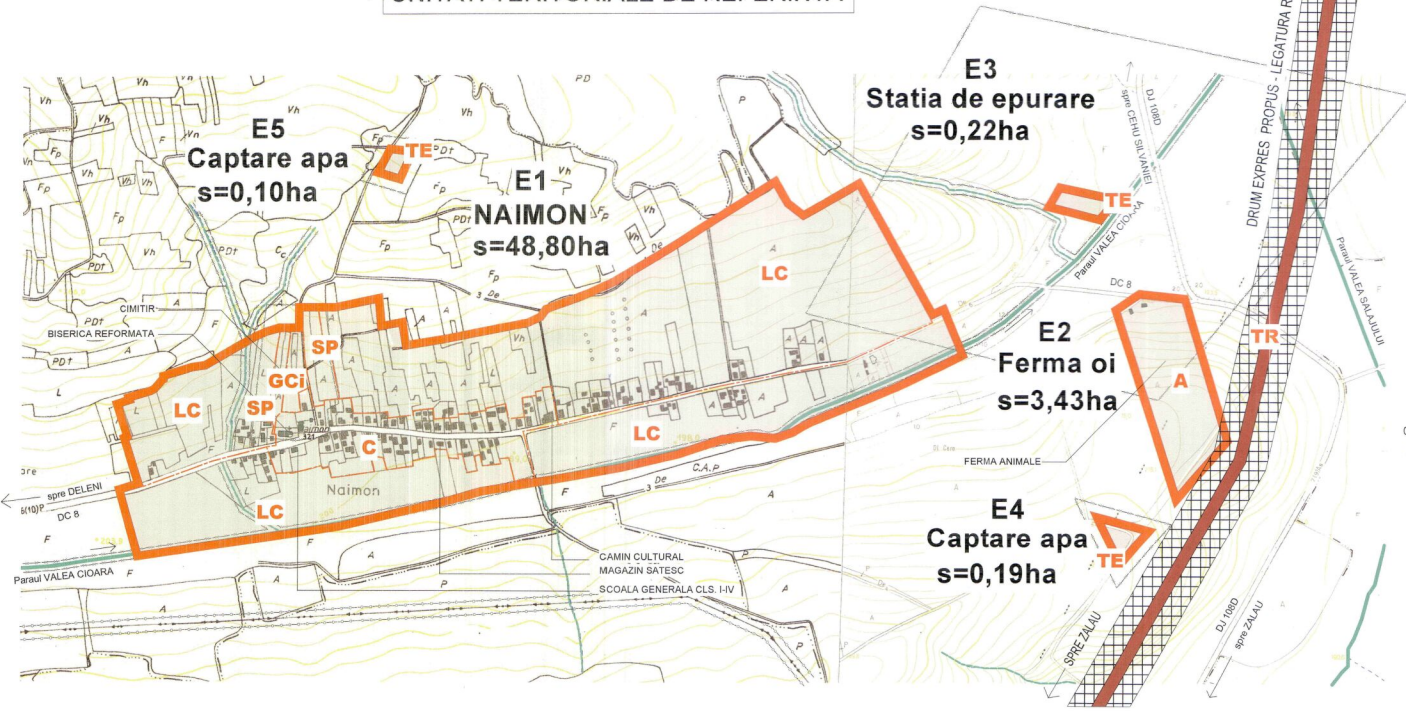 UNITATI TERITORIALE DE REFERINTA
DRUM EXPRES PROPUS - LEGATURA R
E3
Statia de epurare
s=0,22ha
DJ 108D
spre CEHU SILVANIEI
E5
Captare apa
s=0,10ha
TE
E1
NAIMON
s=48,80ha
TE
Paraul VALEA CIOARA
Paraul VALEA SALAJULUI
LC
DC 8
CIMITIR
BISERICA REFORMATA
SP
GCi
SP
LC
C
LC
LC
Naimon
E2
Ferma oi
s=3,43ha
A
TR
FERMA ANIMALE
spre DELENI
DC 8
Paraul VALEA CIOARA
E4
Captare apa
s=0,19ha
TE
CAMIN CULTURAL
MAGAZIN SATESC
SCOALA GENERALA CLS. I-IV
C.A.P
SPRE ZALAU
DJ 108D
spre ZALAU